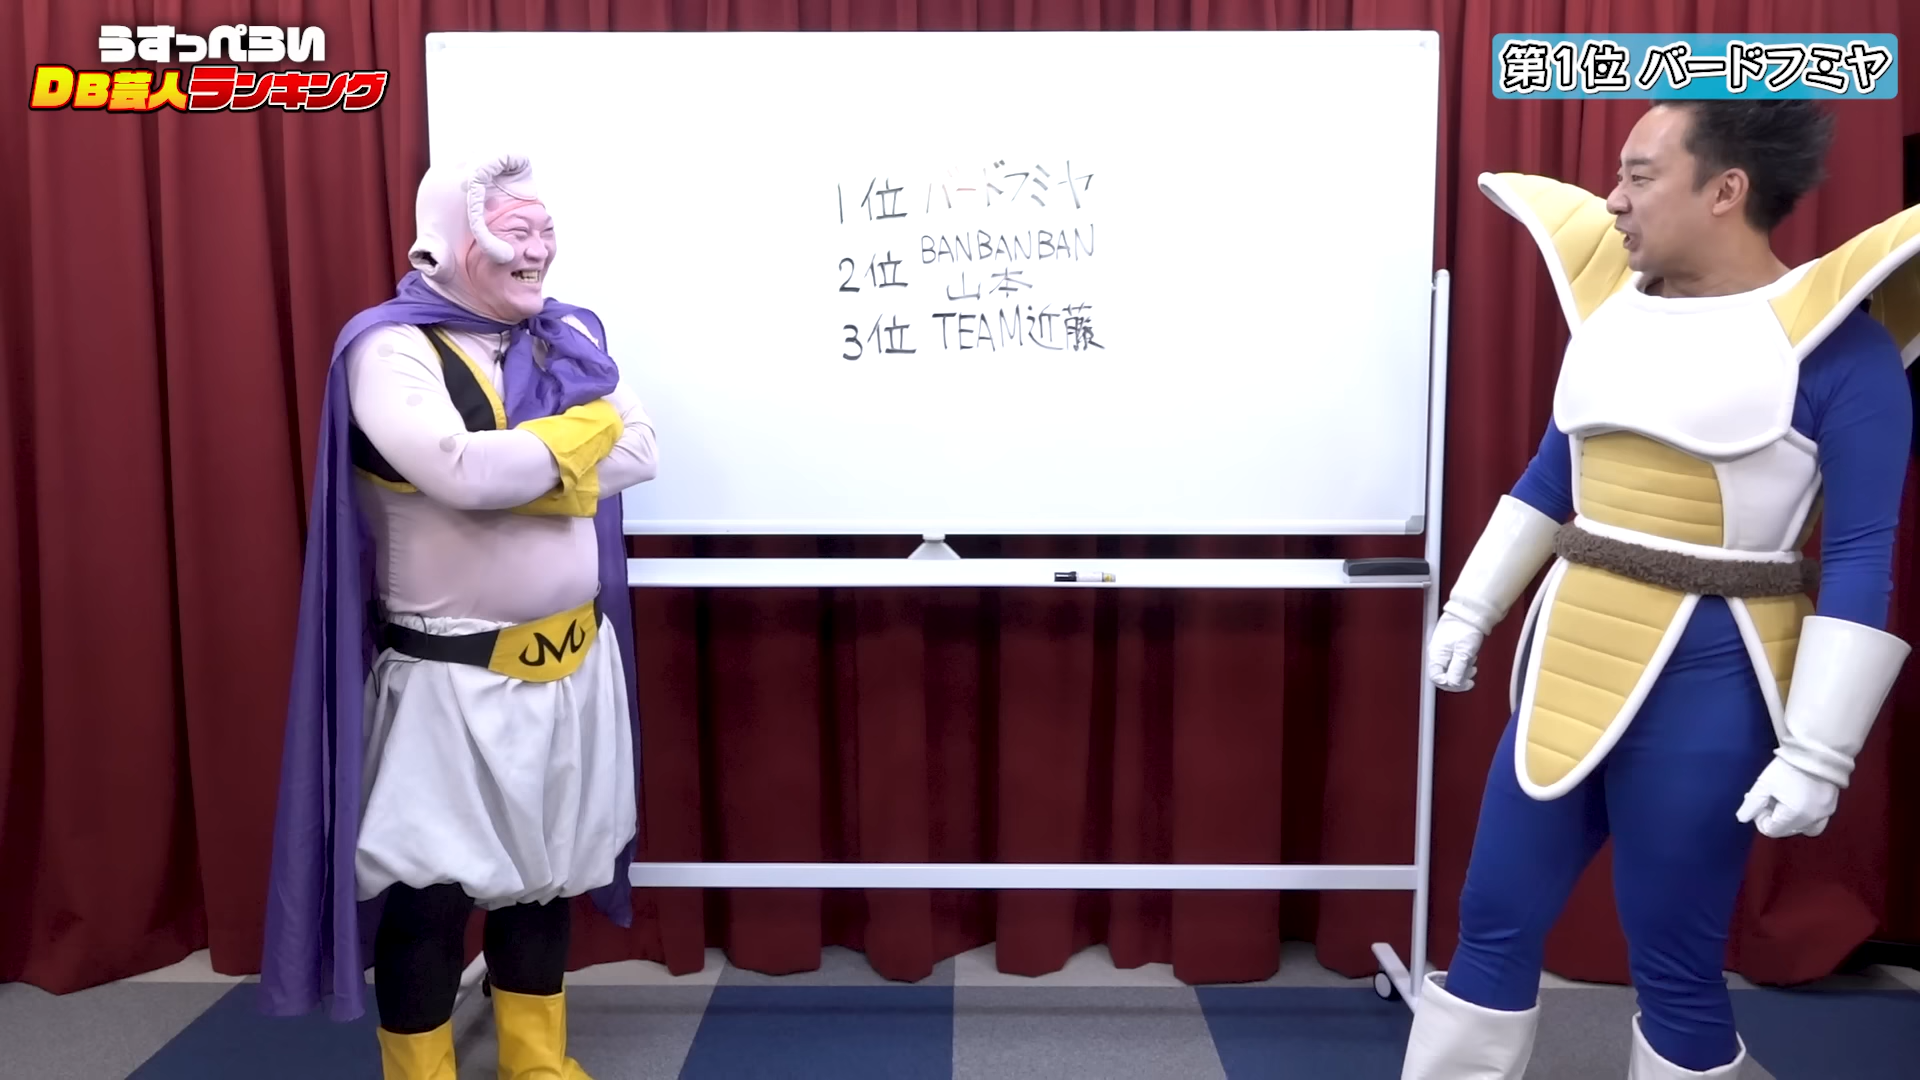 うすっぺらい
DB芸人ランキング
第1位 バードフミヤ
1位 バードフミヤ
2位 BANBANBAN
山本
3位 TEAM近藤
M